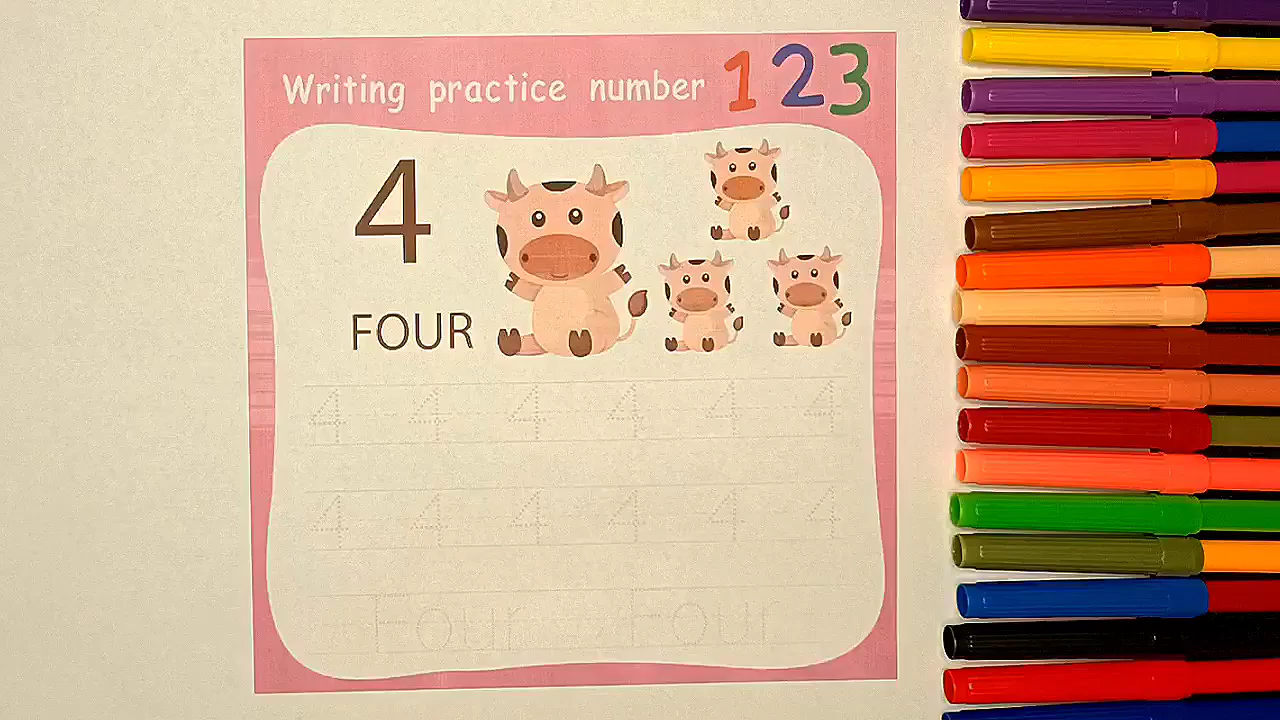 Writing practice number 123
4
FOUR
4 4 4 4 4 4
4 4 4 4 4 4
Four Four